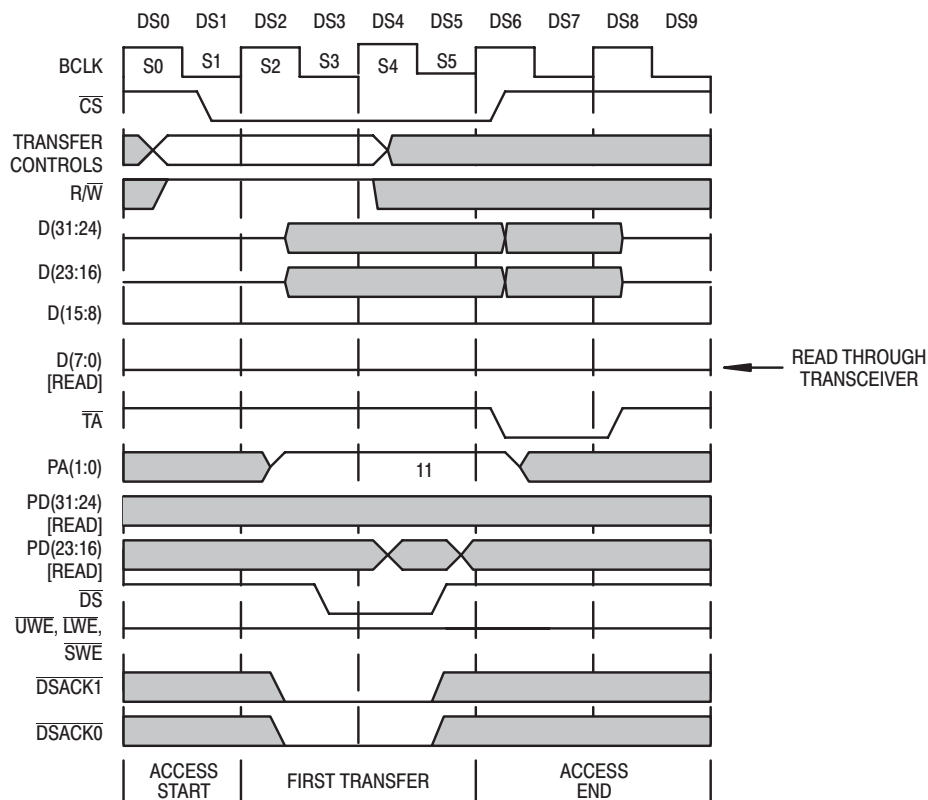 DS0 DS1 DS2 DS3 DS4 DS5 DS6 DS7 DS8 DS9
BCLK S0 S1 S2 S3 S4 S5
CS
TRANSFER
CONTROLS
R/W
D(31:24)
D(23:16)
D(15:8)
D(7:0)
[READ]
READ THROUGH
TRANSCEIVER
TA
PA(1:0) 11
PD(31:24)
[READ]
PD(23:16)
[READ]
DS
UWE, LWE,
SWE
DSACK1
DSACK0
ACCESS
START
FIRST TRANSFER
ACCESS
END